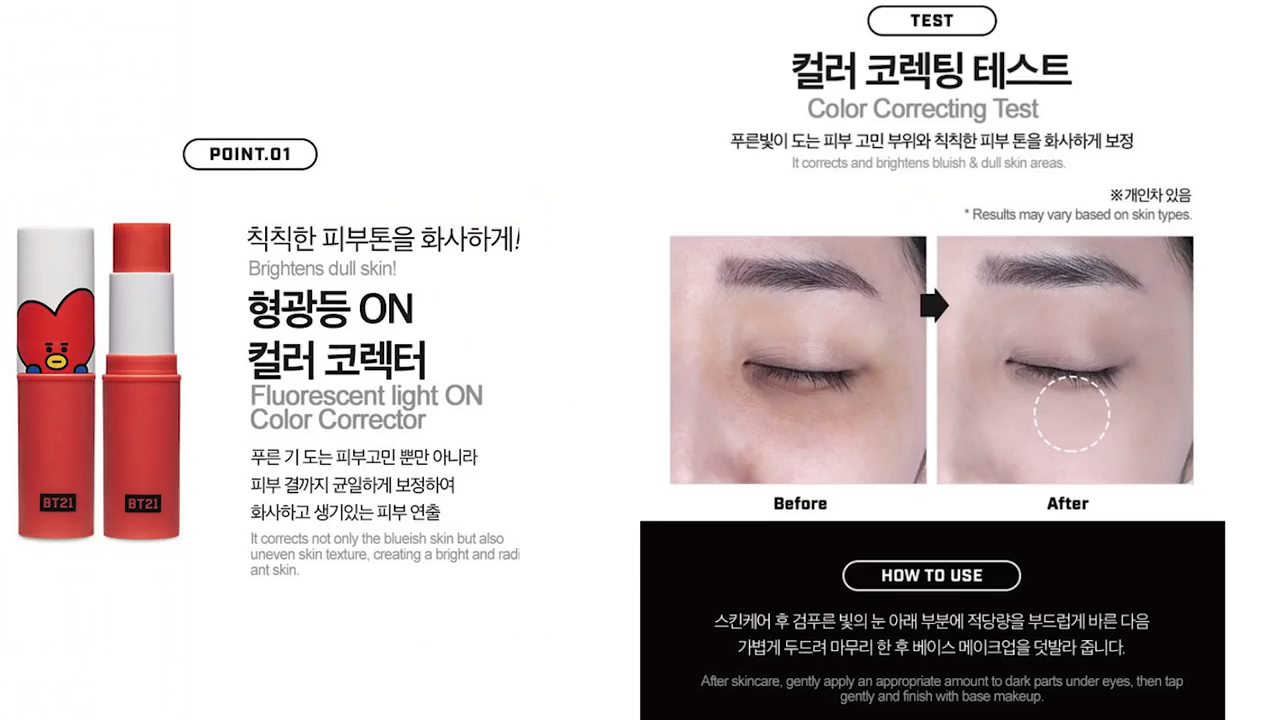 POINT.01
칙칙한 피부톤을 화사하게!
Brightens dull skin!
형광등 ON
컬러 코렉터
Fluorescent light ON
Color Corrector
푸른 기 도는 피부고민 뿐만 아니라
피부 결까지 균일하게 보정하여
화사하고 생기있는 피부 연출
It corrects not only the blueish skin but also
uneven skin texture, creating a bright and radi
ant skin.
BT21
BT21
TEST
컬러 코렉팅 테스트
Color Correcting Test
푸른빛이 도는 피부 고민 부위와 칙칙한 피부 톤을 화사하게 보정
It corrects and brightens bluish & dull skin areas.
※개인차 있음
* Results may vary based on skin types.
Before
After
HOW TO USE
스킨케어 후 검푸른 빛의 눈 아래 부분에 적당량을 부드럽게 바른 다음
가볍게 두드려 마무리 한 후 베이스 메이크업을 덧발라 줍니다.
After skincare, gently apply an appropriate amount to dark parts under eyes, then tap
gently and finish with base makeup.